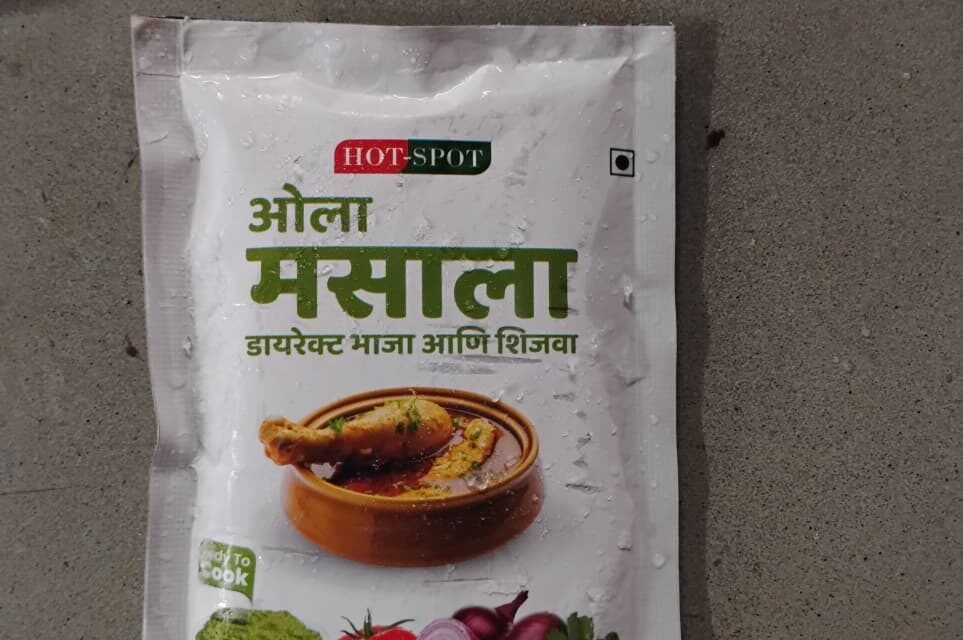 HOT-SPOT
ओला
मसाला
डायरेक्ट भाजा आणि शिजवा
Ready To
Cook